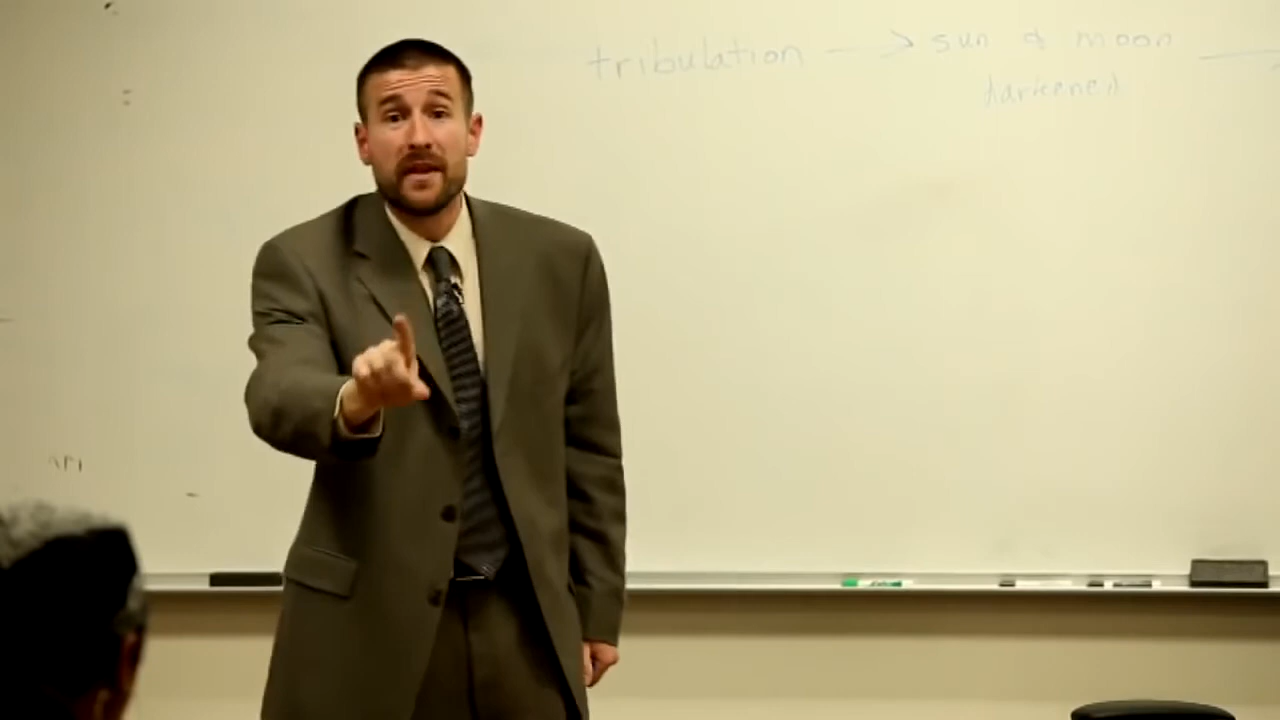 tribulation → sun & moon →
darkened